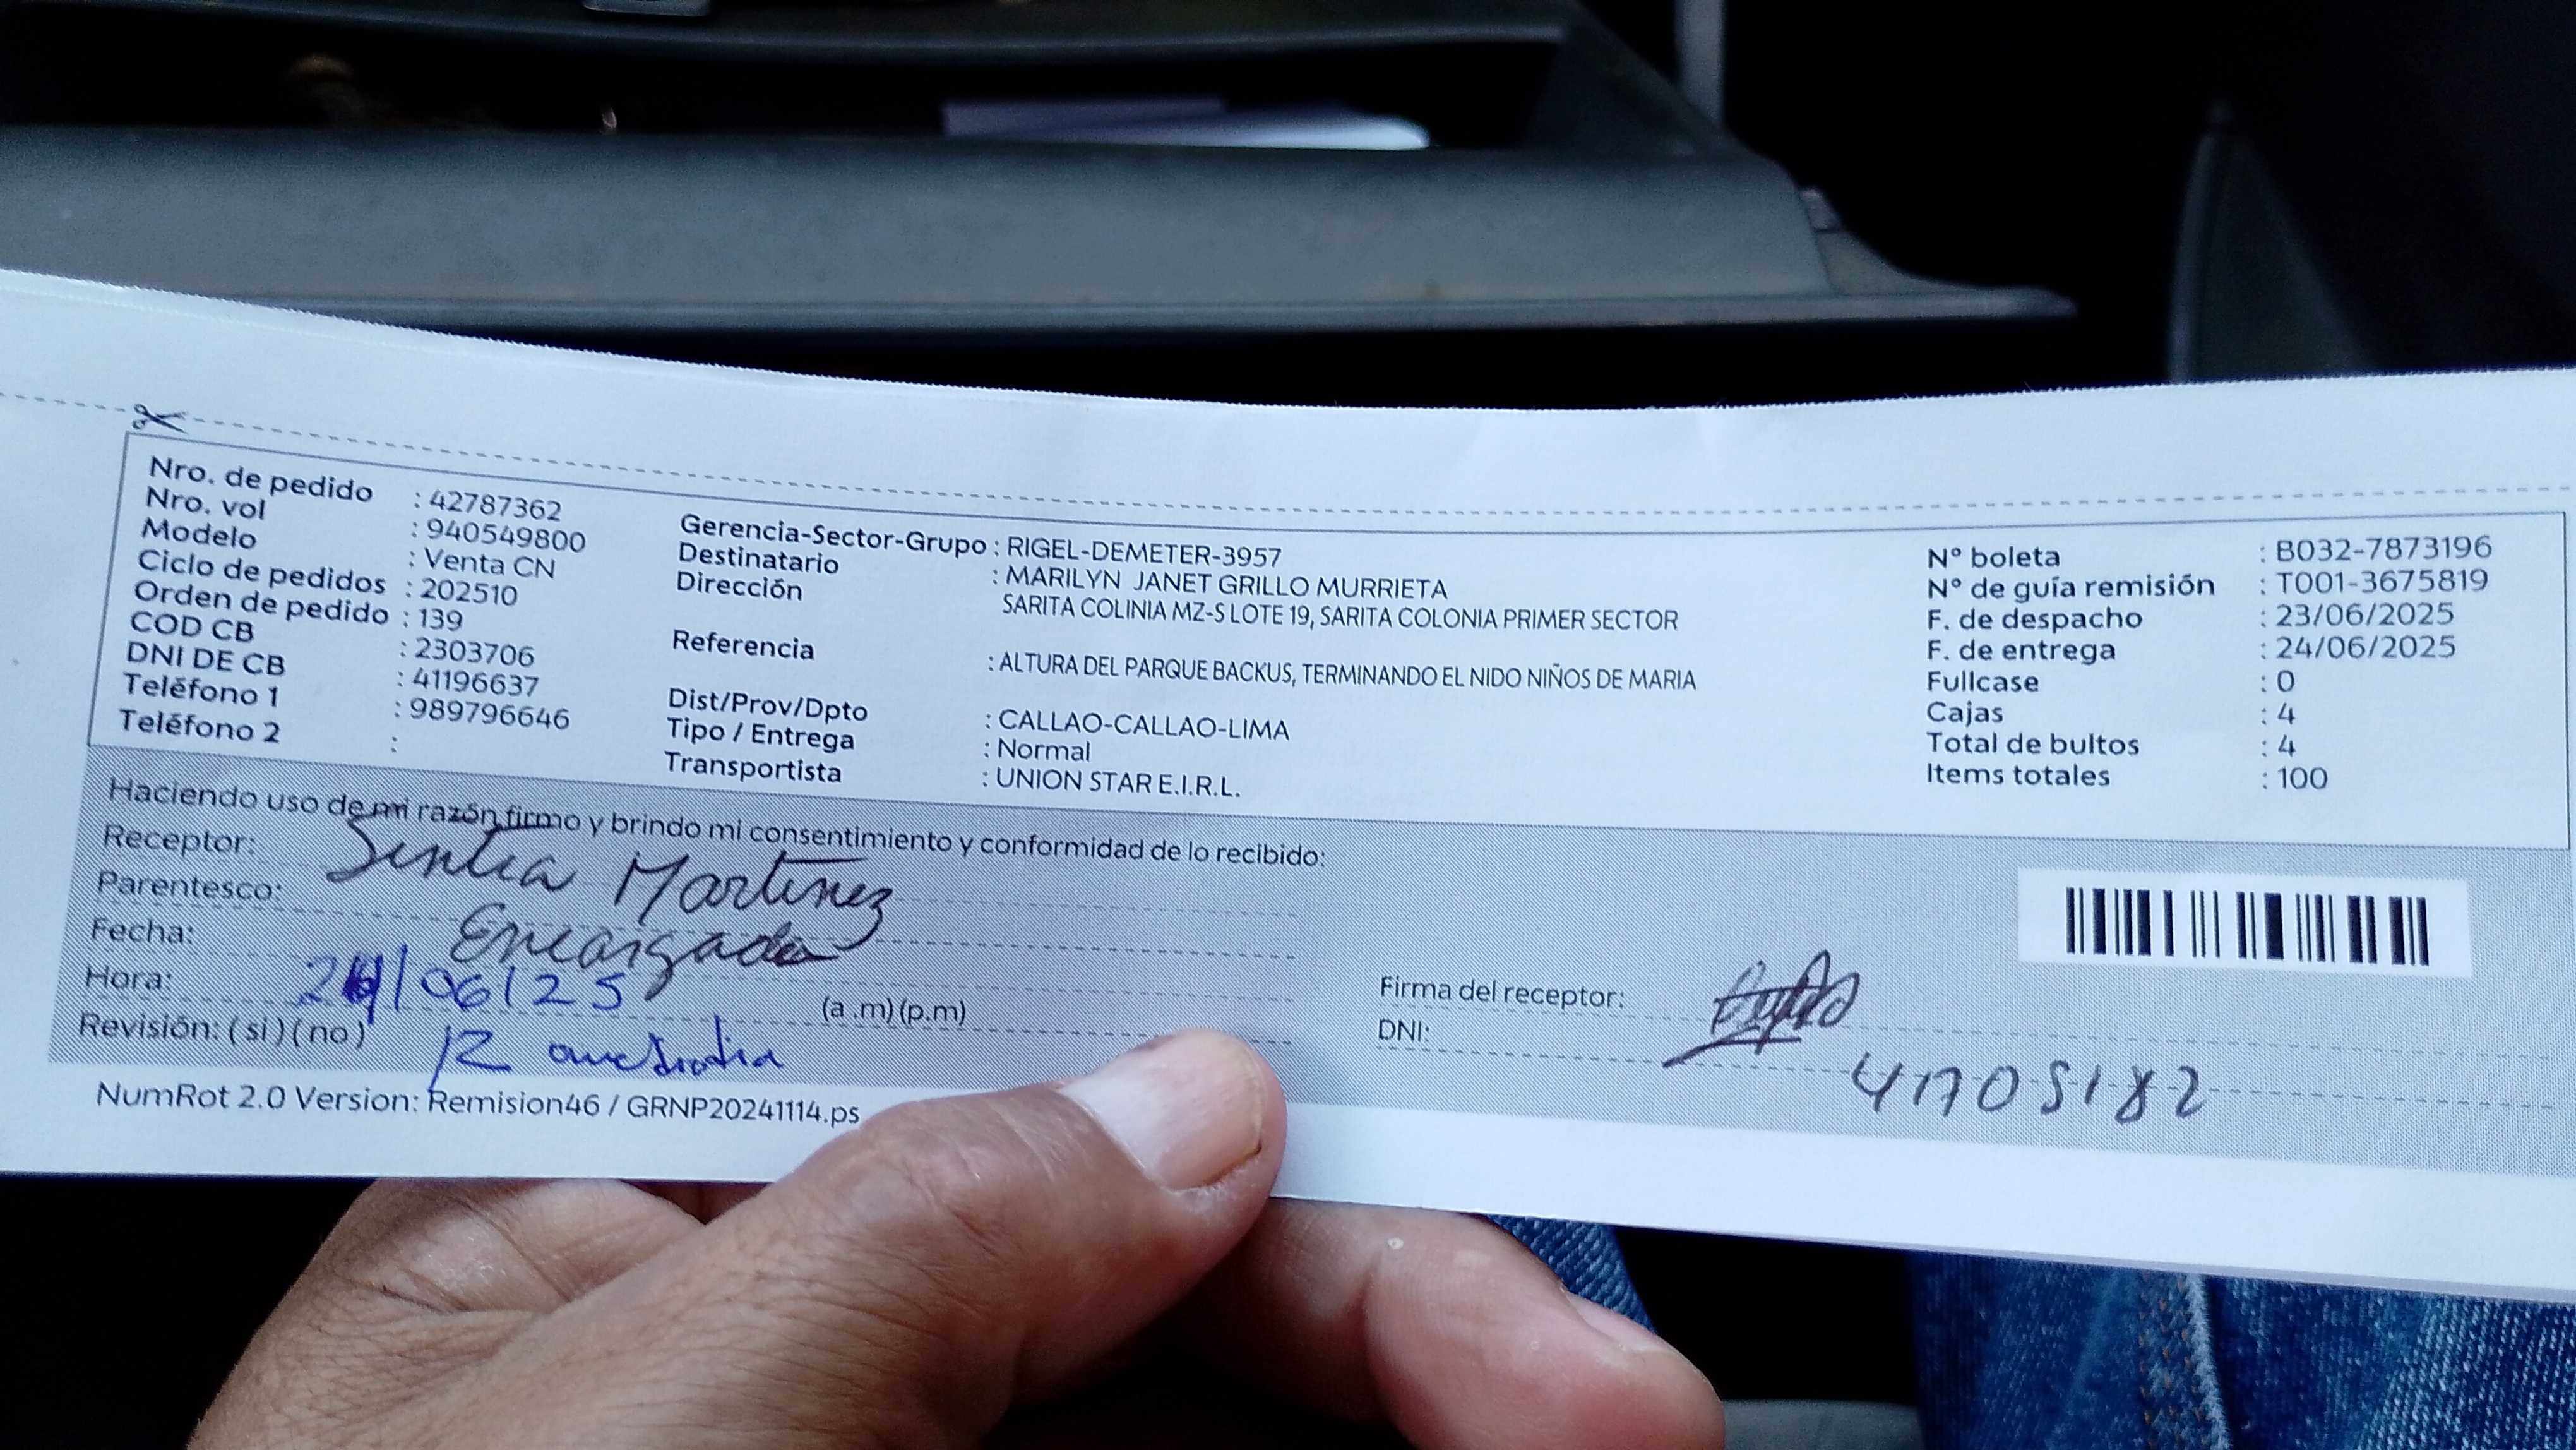 Nro. de pedido : 42787362
Nro. vol : 940549800
Modelo : Venta CN
Ciclo de pedidos : 202510
Orden de pedido : 139
COD CB : 2303706
DNI DE CB : 41196637
Teléfono 1 : 989796646
Teléfono 2 :
Gerencia-Sector-Grupo : RIGEL-DEMETER-3957
Destinatario : MARILYN JANET GRILLO MURRIETA
Dirección SARITA COLINIA MZ-S LOTE 19, SARITA COLONIA PRIMER SECTOR
Referencia : ALTURA DEL PARQUE BACKUS, TERMINANDO EL NIDO NIÑOS DE MARIA
Dist/Prov/Dpto : CALLAO-CALLAO-LIMA
Tipo / Entrega : Normal
Transportista : UNION STAR E.I.R.L.
N° boleta : B032-7873196
N° de guía remisión : T001-3675819
F. de despacho : 23/06/2025
F. de entrega : 24/06/2025
Fullcase : 0
Cajas : 4
Total de bultos : 4
Items totales : 100
Haciendo uso de mi razón firmo y brindo mi consentimiento y conformidad de lo recibido:
Receptor: Sintia Martinez
Parentesco: Encargada
Fecha: 24/06/25
Hora: 12 (a .m) (p.m)
Revisión: ( si ) ( no )
Firma del receptor:
DNI: 41705182
NumRot 2.0 Version: Remision46 / GRNP20241114.ps